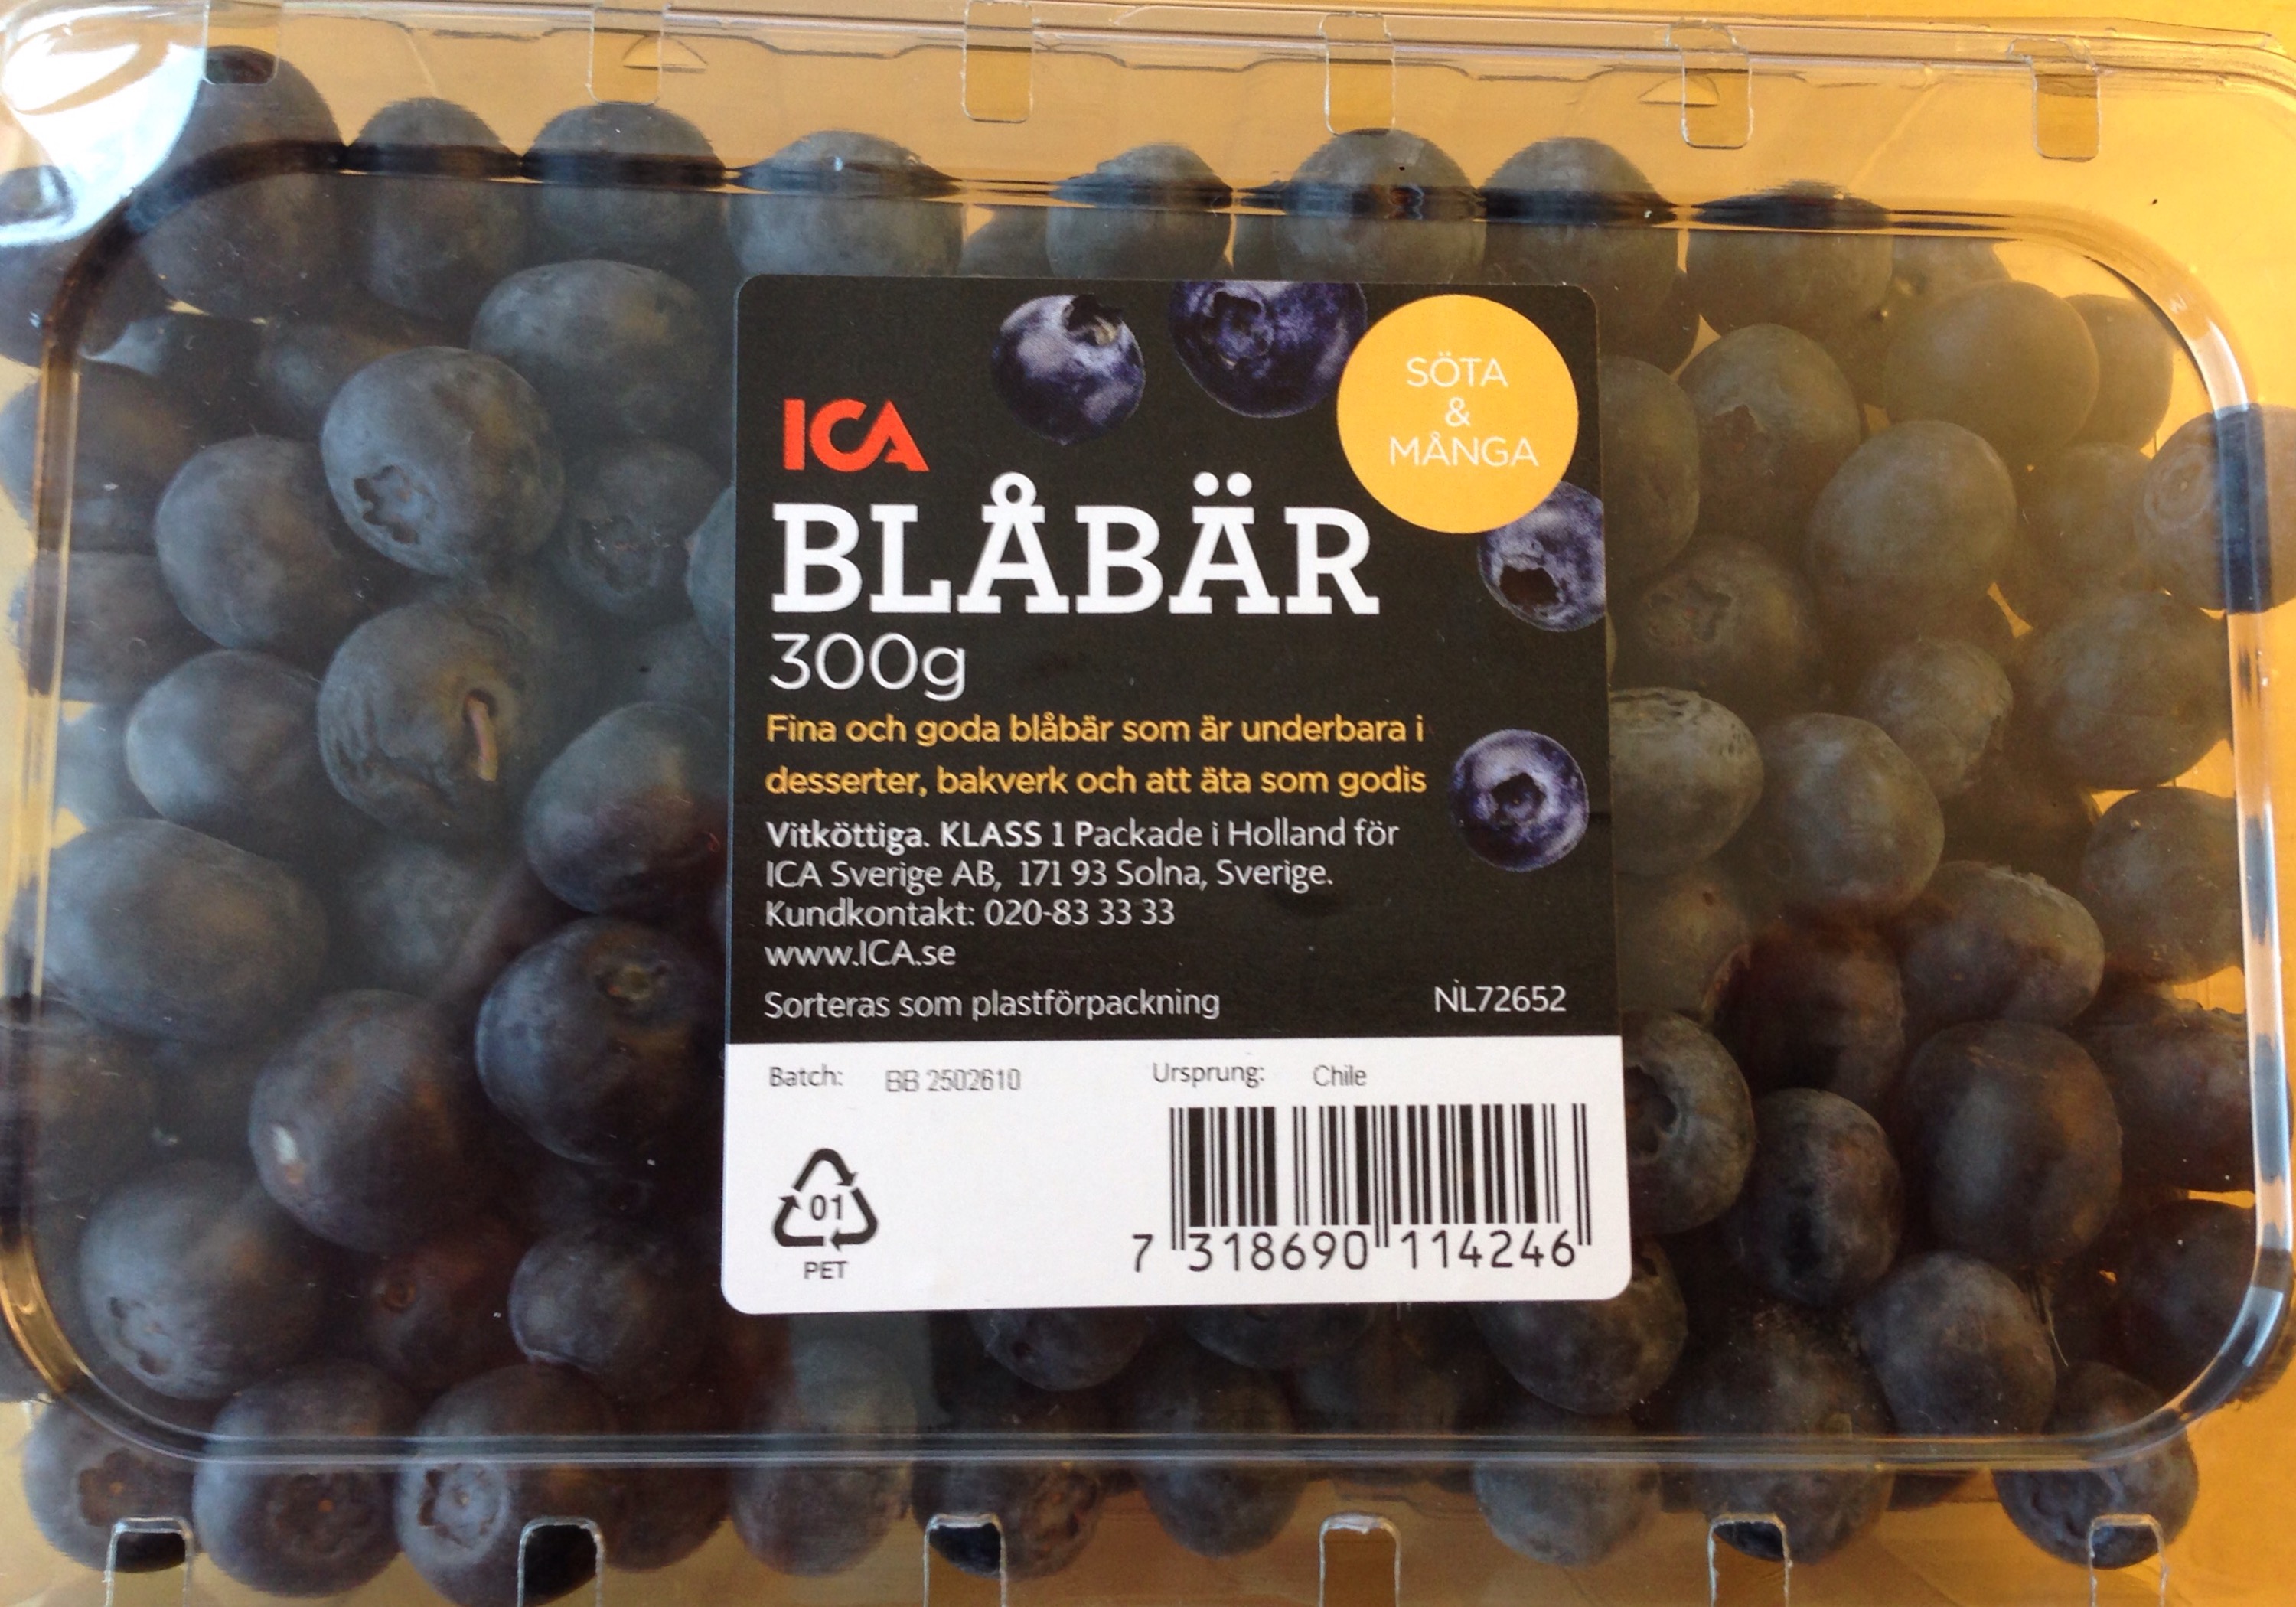 ICA
SÖTA
&
MÅNGA
BLÅBÄR
300g
Fina och goda blåbär som är underbara i
desserter, bakverk och att äta som godis
Vitköttiga. KLASS 1 Packade i Holland för
ICA Sverige AB, 171 93 Solna, Sverige.
Kundkontakt: 020-83 33 33
www.ICA.se
Sorteras som plastförpackning NL72652
Batch: BB 2502610 Ursprung: Chile
01
PET
7 318690 114246